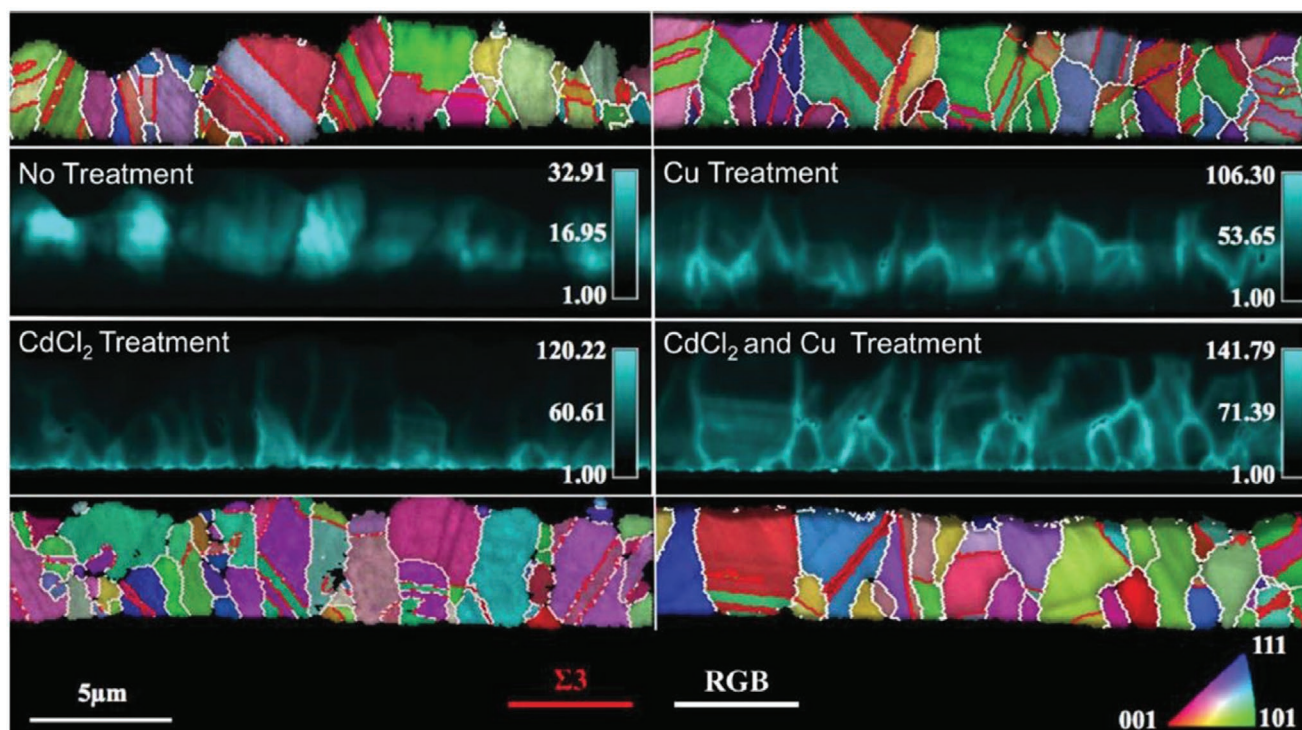 No Treatment
32.91
16.95
1.00
Cu Treatment
106.30
53.65
1.00
CdCl₂ Treatment
120.22
60.61
1.00
CdCl₂ and Cu Treatment
141.79
71.39
1.00
5μm
Σ3
RGB
111
001
101